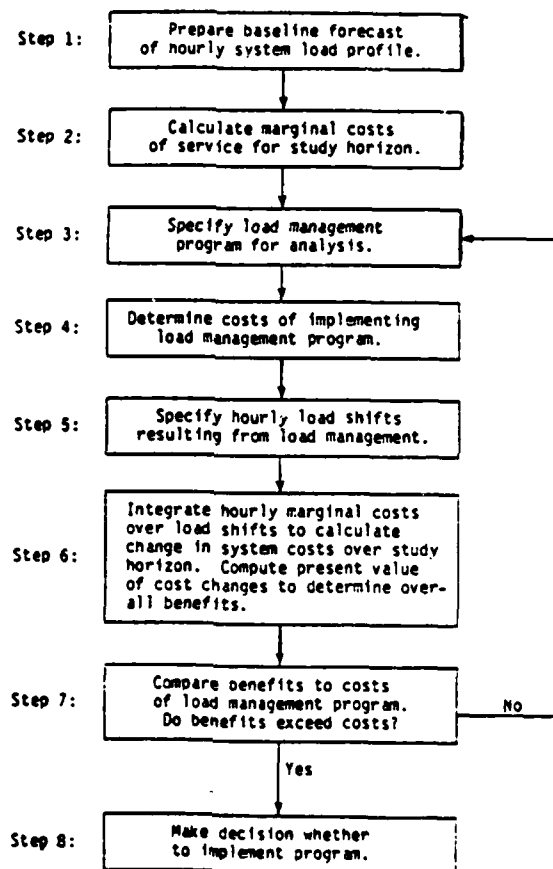 Step 1:
Prepare baseline forecast
of hourly system load profile.
Step 2:
Calculate marginal costs
of service for study horizon.
Step 3:
Specify load management
program for analysis.
Step 4:
Determine costs of implementing
load management program.
Step 5:
Specify hourly load shifts
resulting from load management.
Step 6:
Integrate hourly marginal costs
over load shifts to calculate
change in system costs over study
horizon. Compute present value
of cost changes to determine over-
all benefits.
Step 7:
Compare benefits to costs
of load management program.
Do benefits exceed costs?
No
Yes
Step 8:
Make decision whether
to implement program.